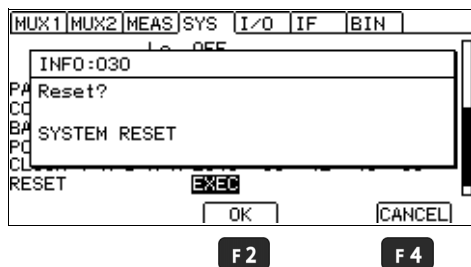 MUX1 MUX2 MEAS SYS I/O IF BIN
INFO:030
Reset?
SYSTEM RESET
RESET EXEC
OK CANCEL
F2 F4